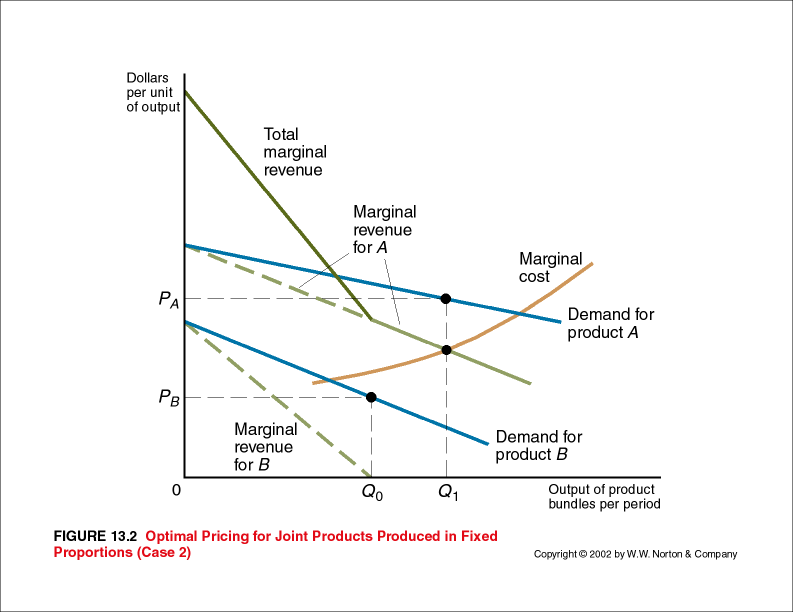 Dollars
per unit
of output
Total
marginal
revenue
Marginal
revenue
for A
Marginal
cost
P_A
Demand for
product A
P_B
Marginal
revenue
for B
Demand for
product B
0
Q_0
Q_1
Output of product
bundles per period
FIGURE 13.2 Optimal Pricing for Joint Products Produced in Fixed
Proportions (Case 2)
Copyright © 2002 by W.W. Norton & Company